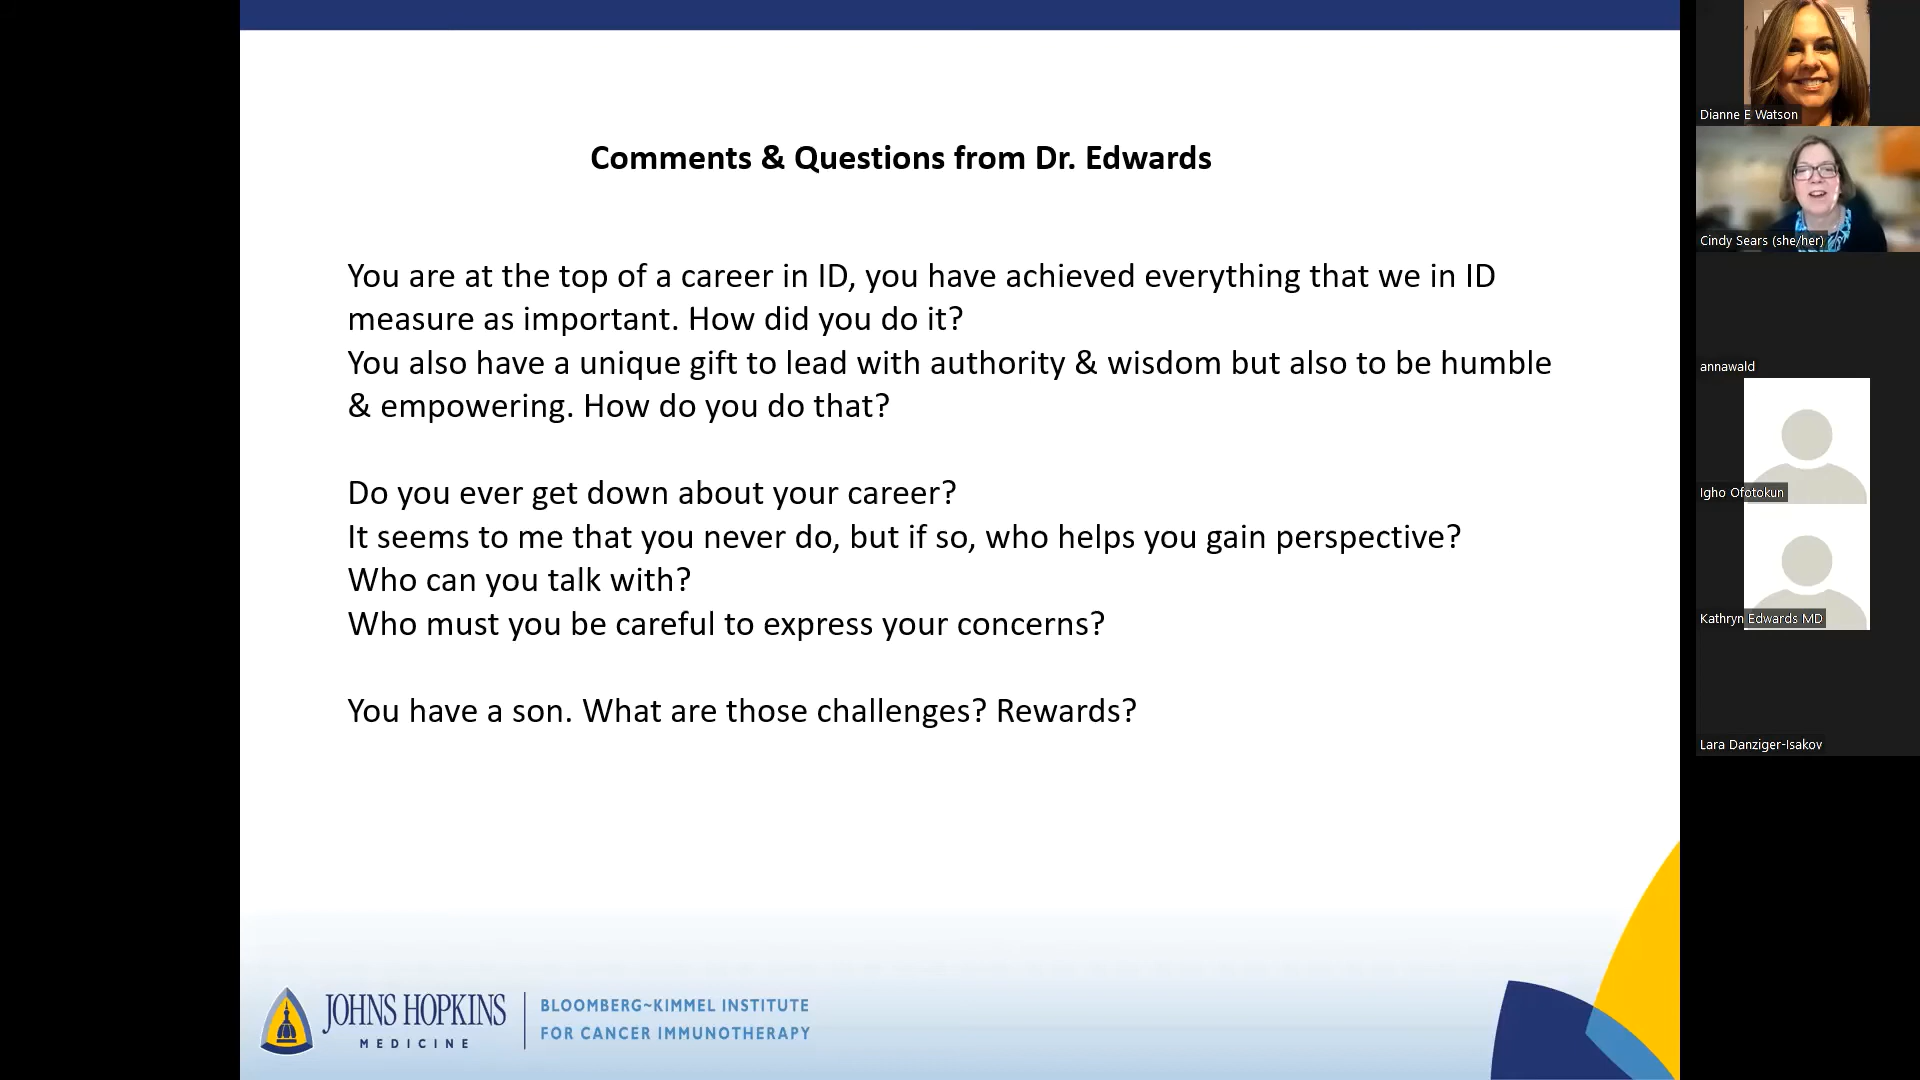 Comments & Questions from Dr. Edwards
You are at the top of a career in ID, you have achieved everything that we in ID
measure as important. How did you do it?
You also have a unique gift to lead with authority & wisdom but also to be humble
& empowering. How do you do that?
Do you ever get down about your career?
It seems to me that you never do, but if so, who helps you gain perspective?
Who can you talk with?
Who must you be careful to express your concerns?
You have a son. What are those challenges? Rewards?
JOHNS HOPKINS
MEDICINE
BLOOMBERG~KIMMEL INSTITUTE
FOR CANCER IMMUNOTHERAPY
Dianne E Watson
Cindy Sears (she/her)
annawald
Igho Ofotokun
Kathryn Edwards MD
Lara Danziger-Isakov